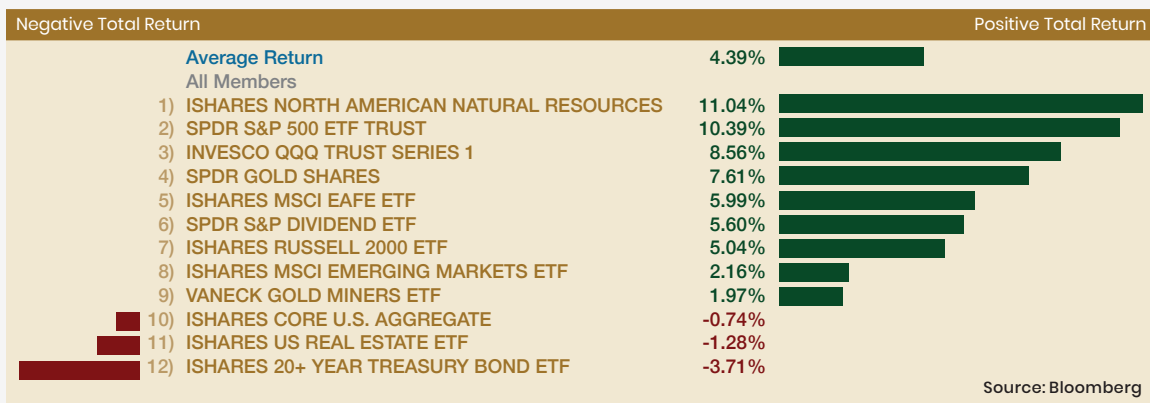 Negative Total Return Positive Total Return
Average Return 4.39%
All Members
1) ISHARES NORTH AMERICAN NATURAL RESOURCES 11.04%
2) SPDR S&P 500 ETF TRUST 10.39%
3) INVESCO QQQ TRUST SERIES 1 8.56%
4) SPDR GOLD SHARES 7.61%
5) ISHARES MSCI EAFE ETF 5.99%
6) SPDR S&P DIVIDEND ETF 5.60%
7) ISHARES RUSSELL 2000 ETF 5.04%
8) ISHARES MSCI EMERGING MARKETS ETF 2.16%
9) VANECK GOLD MINERS ETF 1.97%
10) ISHARES CORE U.S. AGGREGATE -0.74%
11) ISHARES US REAL ESTATE ETF -1.28%
12) ISHARES 20+ YEAR TREASURY BOND ETF -3.71%
Source: Bloomberg